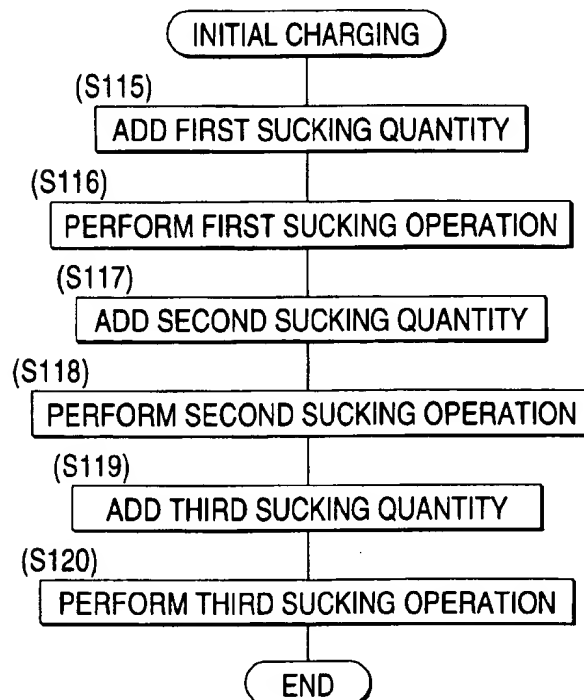 INITIAL CHARGING
(S115)
ADD FIRST SUCKING QUANTITY
(S116)
PERFORM FIRST SUCKING OPERATION
(S117)
ADD SECOND SUCKING QUANTITY
(S118)
PERFORM SECOND SUCKING OPERATION
(S119)
ADD THIRD SUCKING QUANTITY
(S120)
PERFORM THIRD SUCKING OPERATION
END